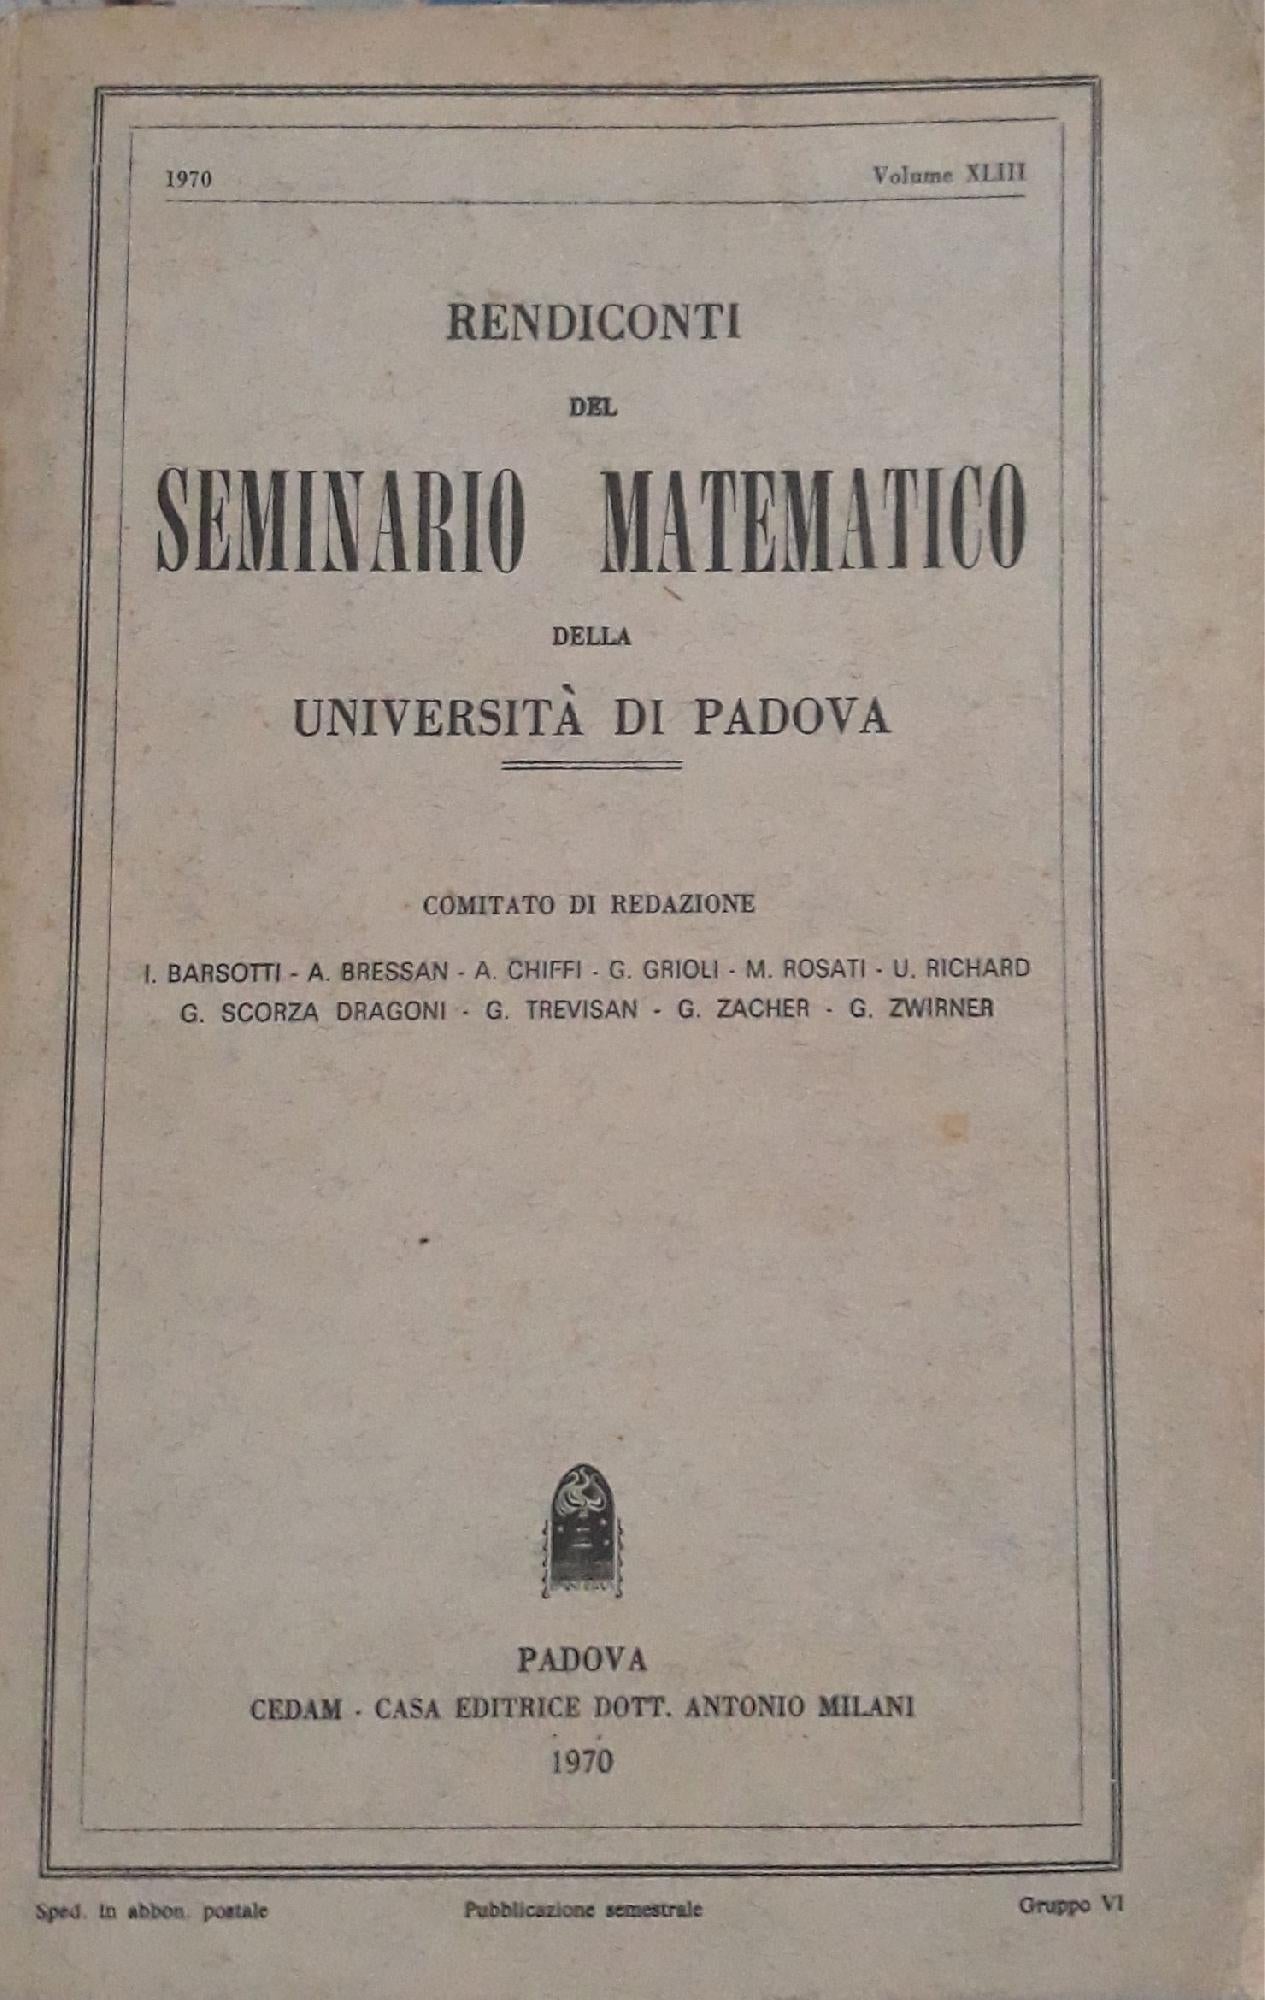 1970 Volume XLIII
RENDICONTI
DEL
SEMINARIO MATEMATICO
DELLA
UNIVERSITÀ DI PADOVA
COMITATO DI REDAZIONE
I. BARSOTTI - A. BRESSAN - A. CHIFFI - G. GRIOLI - M. ROSATI - U. RICHARD
G. SCORZA DRAGONI - G. TREVISAN - G. ZACHER - G. ZWIRNER
PADOVA
CEDAM - CASA EDITRICE DOTT. ANTONIO MILANI
1970
Sped. in abbon. postale Pubblicazione semestrale Gruppo VI